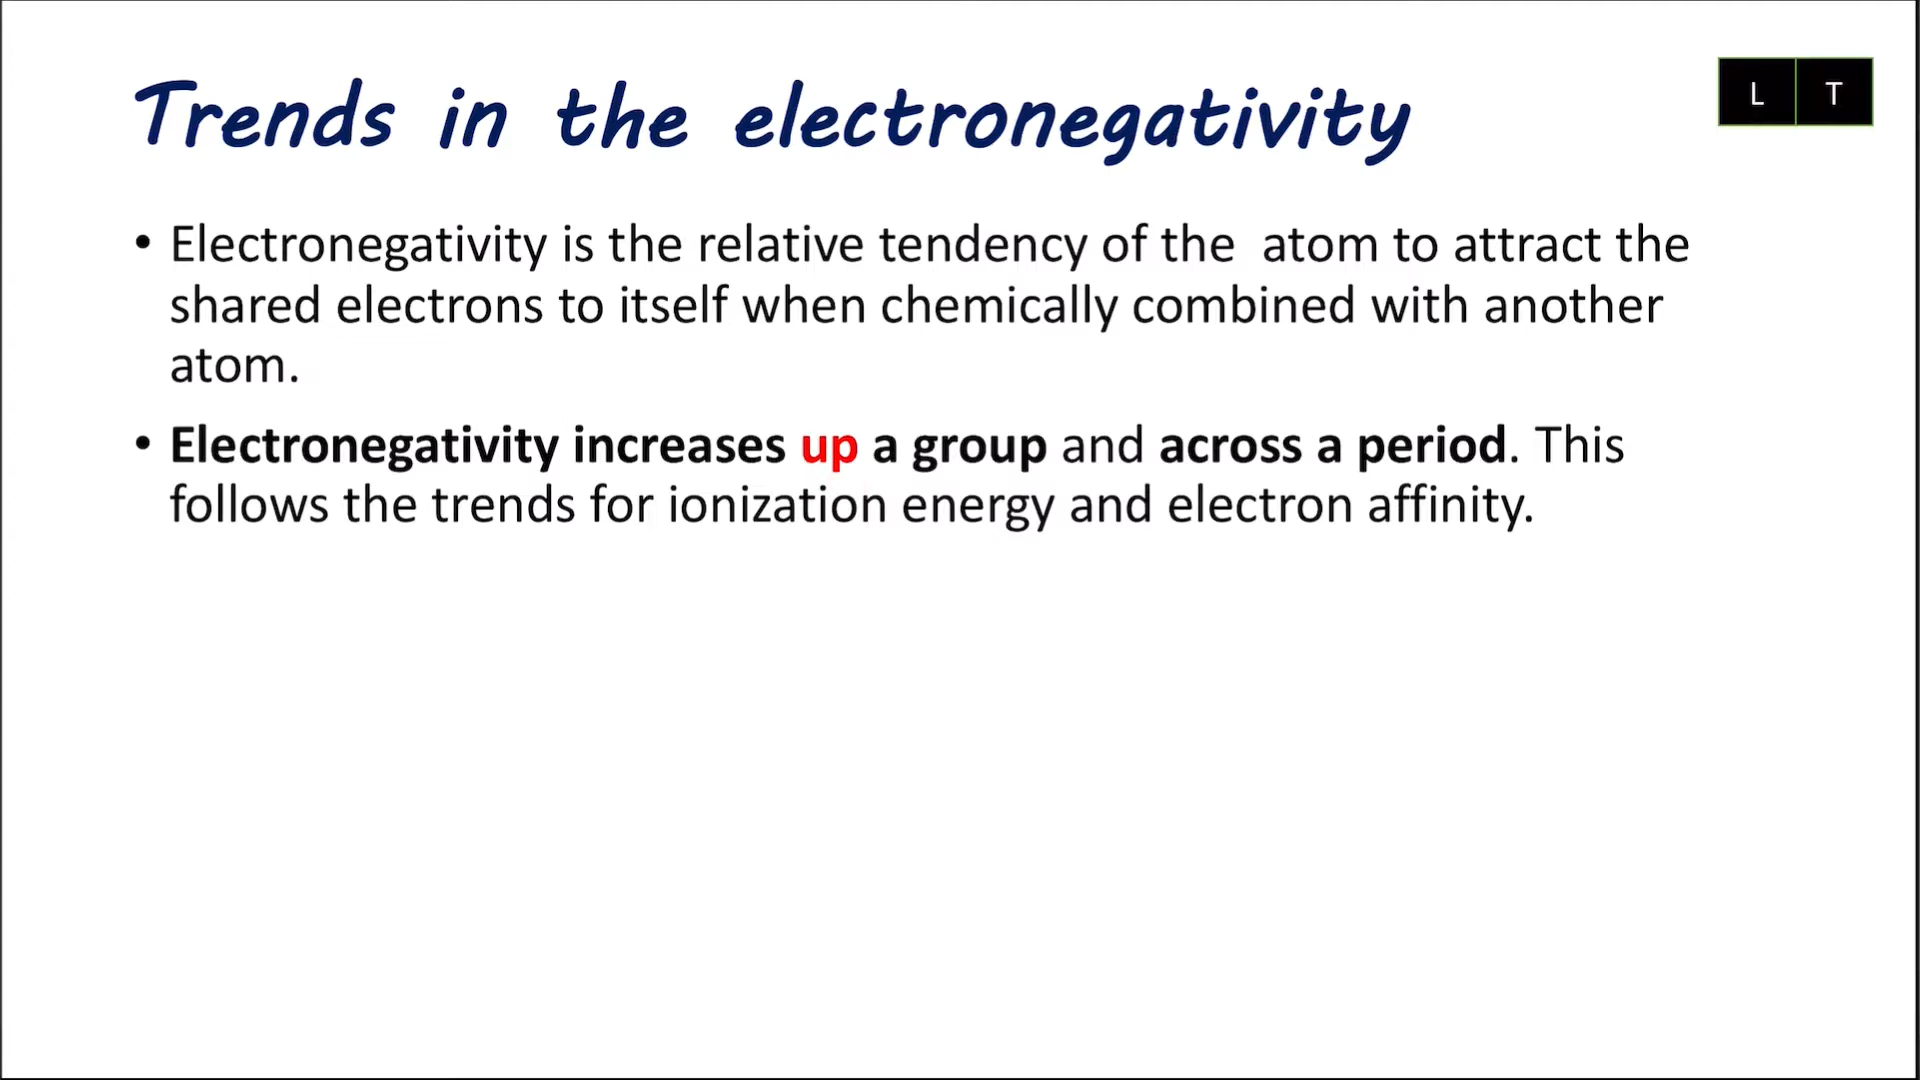 Trends in the electronegativity
L T
• Electronegativity is the relative tendency of the  atom to attract the
shared electrons to itself when chemically combined with another
atom.
• Electronegativity increases up a group and across a period. This
follows the trends for ionization energy and electron affinity.